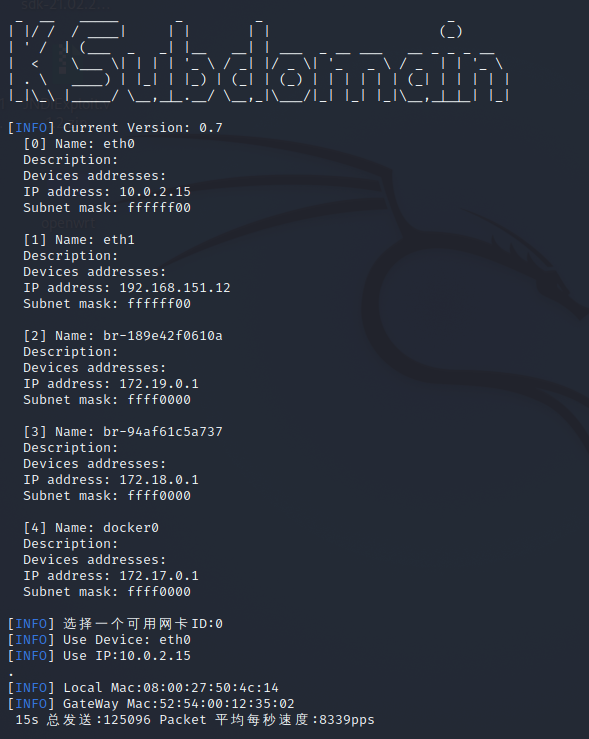 KSubdomain
[INFO] Current Version: 0.7
[0] Name: eth0
Description:
Devices addresses:
IP address: 10.0.2.15
Subnet mask: ffffff00
[1] Name: eth1
Description:
Devices addresses:
IP address: 192.168.151.12
Subnet mask: ffffff00
[2] Name: br-189e42f0610a
Description:
Devices addresses:
IP address: 172.19.0.1
Subnet mask: ffff0000
[3] Name: br-94af61c5a737
Description:
Devices addresses:
IP address: 172.18.0.1
Subnet mask: ffff0000
[4] Name: docker0
Description:
Devices addresses:
IP address: 172.17.0.1
Subnet mask: ffff0000
[INFO] 选择一个可用网卡ID:0
[INFO] Use Device: eth0
[INFO] Use IP:10.0.2.15
.
[INFO] Local Mac:08:00:27:50:4c:14
[INFO] GateWay Mac:52:54:00:12:35:02
15s 总发送:125096 Packet 平均每秒速度:8339pps